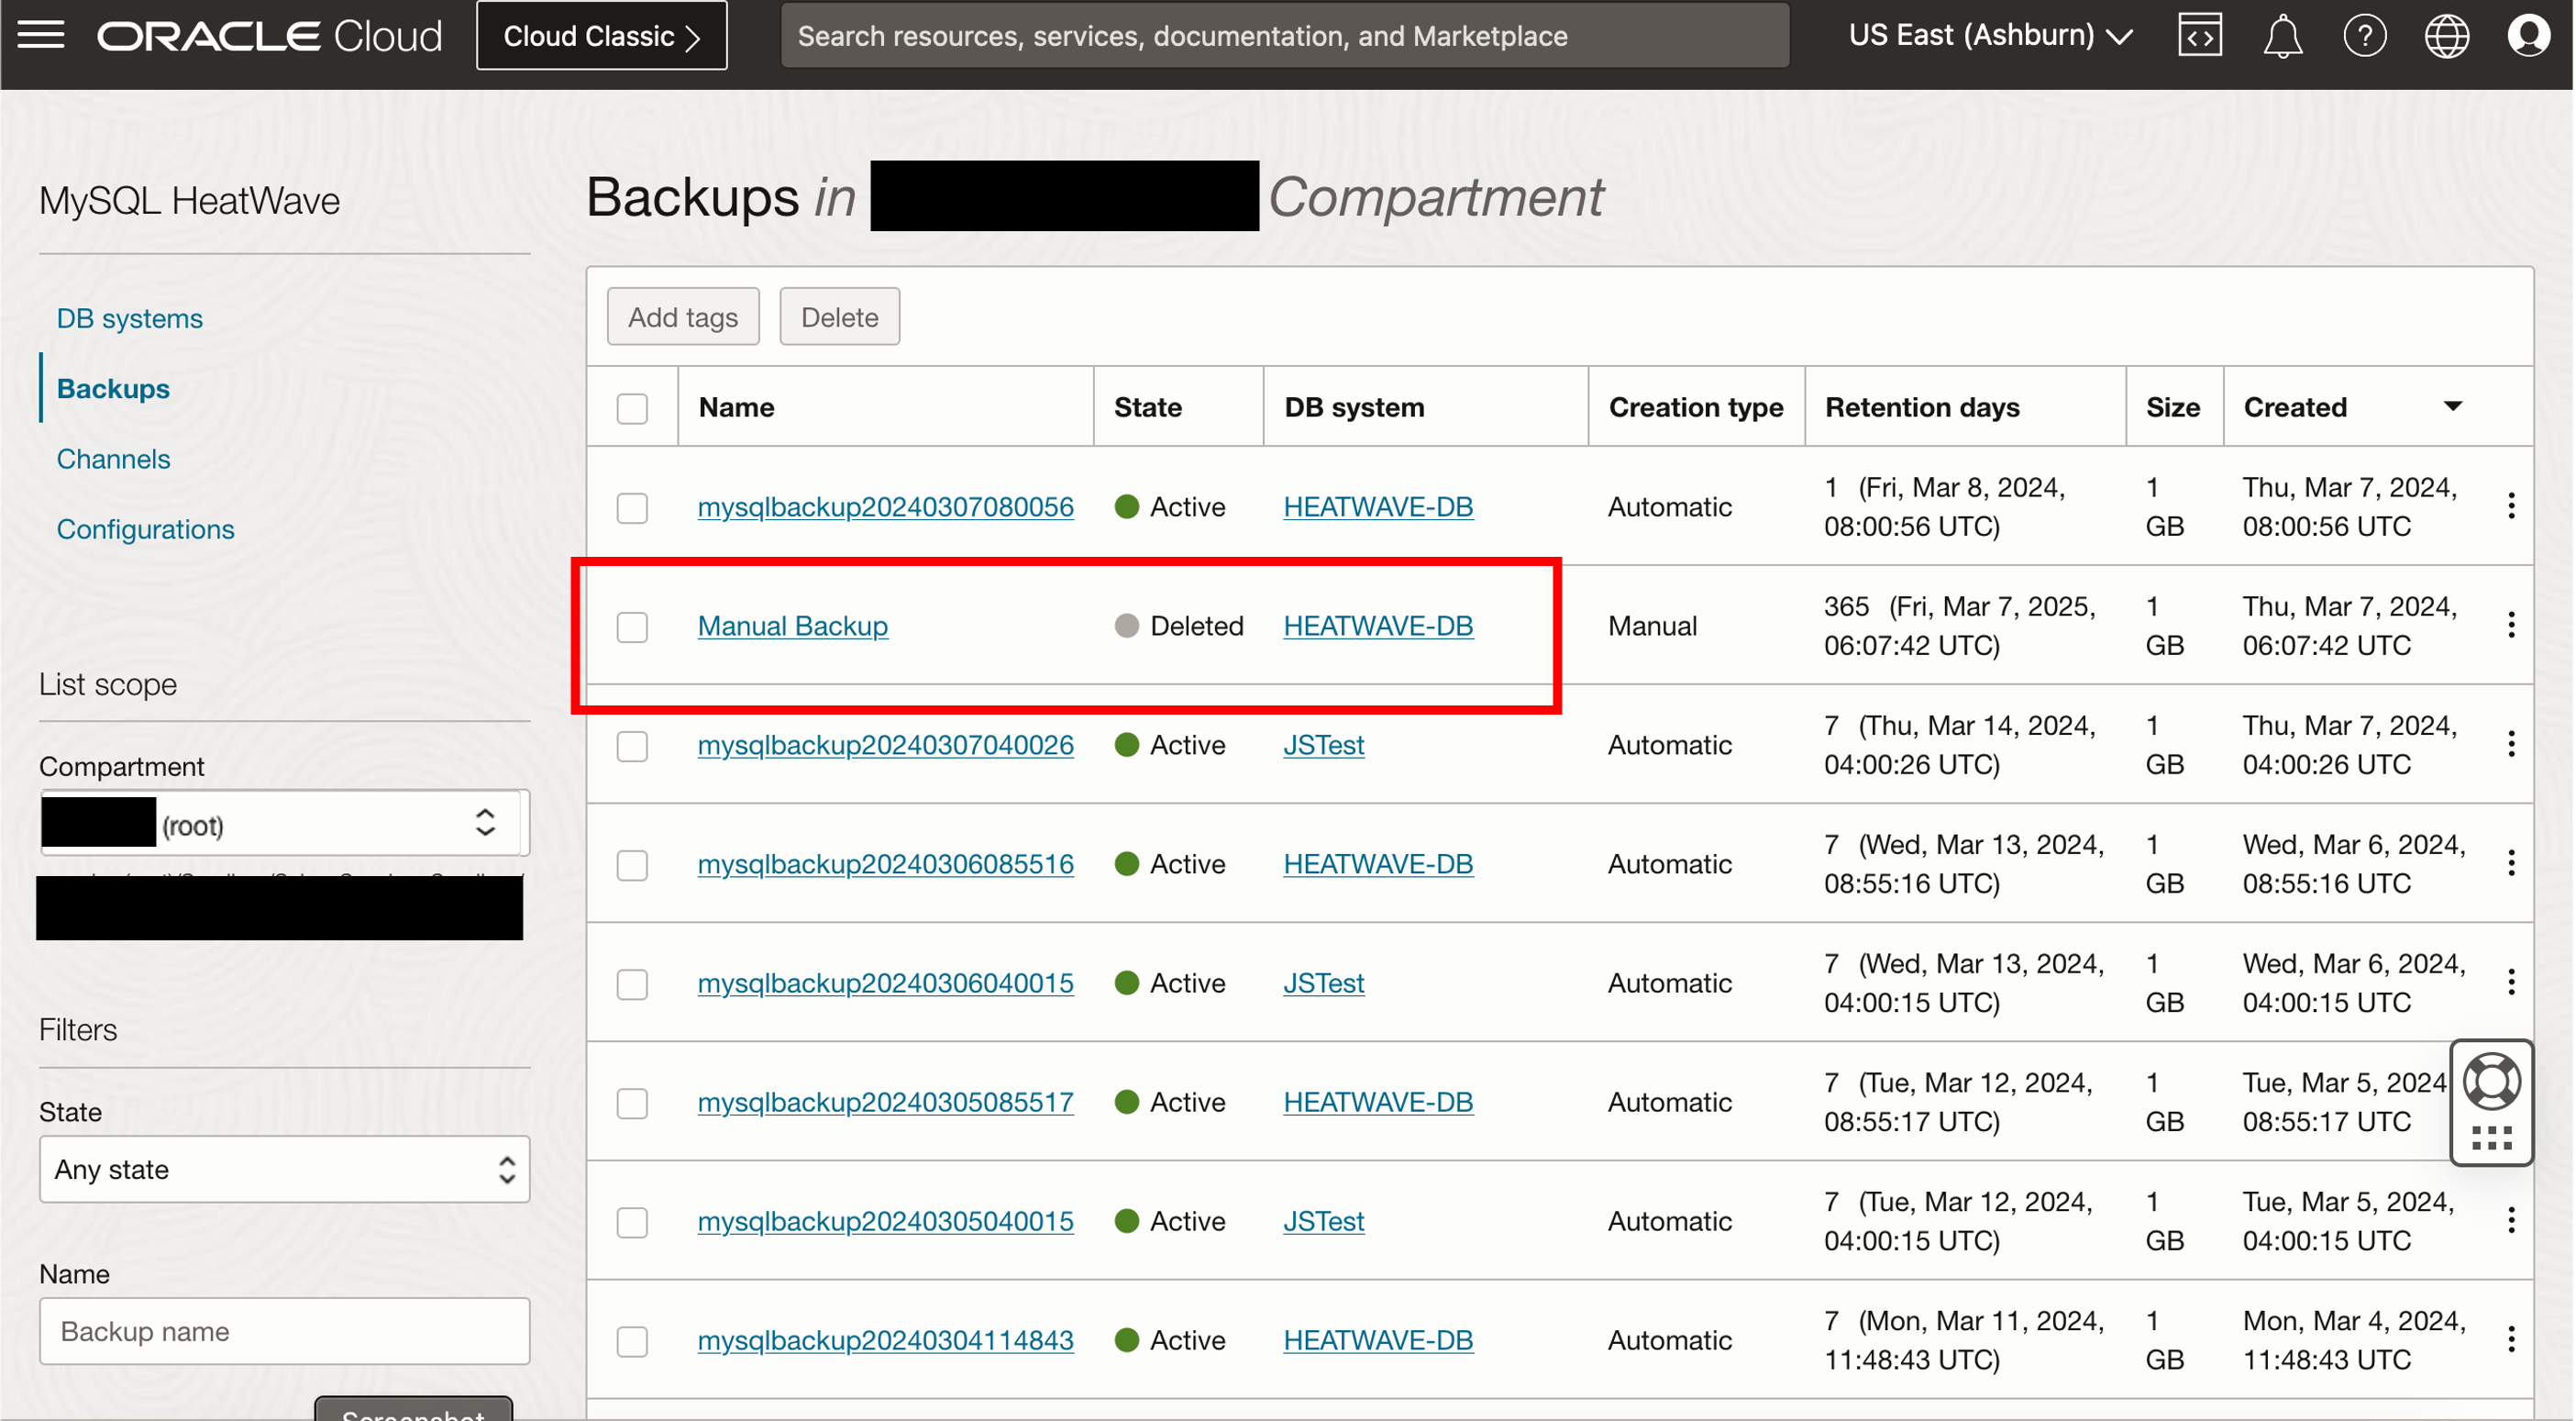 ORACLE Cloud
Cloud Classic
Search resources, services, documentation, and Marketplace
US East (Ashburn)
MySQL HeatWave
DB systems
Backups
Channels
Configurations
List scope
Compartment
(root)
Filters
State
Any state
Name
Backup name
Screenshot
Backups in
Compartment
Add tags
Delete
Name State DB system Creation type Retention days Size Created
mysqlbackup20240307080056 Active HEATWAVE-DB Automatic 1 (Fri, Mar 8, 2024, 1 Thu, Mar 7, 2024,
08:00:56 UTC) GB 08:00:56 UTC
Manual Backup Deleted HEATWAVE-DB Manual 365 (Fri, Mar 7, 2025, 1 Thu, Mar 7, 2024,
06:07:42 UTC) GB 06:07:42 UTC
mysqlbackup20240307040026 Active JSTest Automatic 7 (Thu, Mar 14, 2024, 1 Thu, Mar 7, 2024,
04:00:26 UTC) GB 04:00:26 UTC
mysqlbackup20240306085516 Active HEATWAVE-DB Automatic 7 (Wed, Mar 13, 2024, 1 Wed, Mar 6, 2024,
08:55:16 UTC) GB 08:55:16 UTC
mysqlbackup20240306040015 Active JSTest Automatic 7 (Wed, Mar 13, 2024, 1 Wed, Mar 6, 2024,
04:00:15 UTC) GB 04:00:15 UTC
mysqlbackup20240305085517 Active HEATWAVE-DB Automatic 7 (Tue, Mar 12, 2024, 1 Tue, Mar 5, 2024
08:55:17 UTC) GB 08:55:17 UTC
mysqlbackup20240305040015 Active JSTest Automatic 7 (Tue, Mar 12, 2024, 1 Tue, Mar 5, 2024,
04:00:15 UTC) GB 04:00:15 UTC
mysqlbackup20240304114843 Active HEATWAVE-DB Automatic 7 (Mon, Mar 11, 2024, 1 Mon, Mar 4, 2024,
11:48:43 UTC) GB 11:48:43 UTC